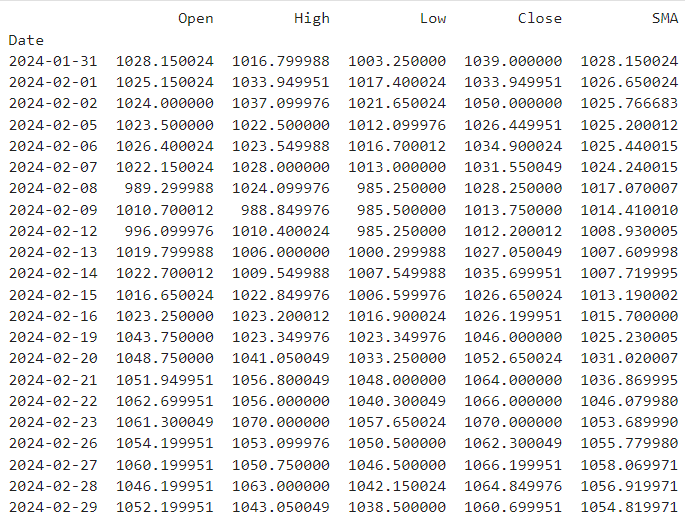 Open High Low Close SMA
Date
2024-01-31 1028.150024 1016.799988 1003.250000 1039.000000 1028.150024
2024-02-01 1025.150024 1033.949951 1017.400024 1033.949951 1026.650024
2024-02-02 1024.000000 1037.099976 1021.650024 1050.000000 1025.766683
2024-02-05 1023.500000 1022.500000 1012.099976 1026.449951 1025.200012
2024-02-06 1026.400024 1023.549988 1016.700012 1034.900024 1025.440015
2024-02-07 1022.150024 1028.000000 1013.000000 1031.550049 1024.240015
2024-02-08 989.299988 1024.099976 985.250000 1028.250000 1017.070007
2024-02-09 1010.700012 988.849976 985.500000 1013.750000 1014.410010
2024-02-12 996.099976 1010.400024 985.250000 1012.200012 1008.930005
2024-02-13 1019.799988 1006.000000 1000.299988 1027.050049 1007.609998
2024-02-14 1022.700012 1009.549988 1007.549988 1035.699951 1007.719995
2024-02-15 1016.650024 1022.849976 1006.599976 1026.650024 1013.190002
2024-02-16 1023.250000 1023.200012 1016.900024 1026.199951 1015.700000
2024-02-19 1043.750000 1023.349976 1023.349976 1046.000000 1025.230005
2024-02-20 1048.750000 1041.050049 1033.250000 1052.650024 1031.020007
2024-02-21 1051.949951 1056.800049 1048.000000 1064.000000 1036.869995
2024-02-22 1062.699951 1056.000000 1040.300049 1066.000000 1046.079980
2024-02-23 1061.300049 1070.000000 1057.650024 1070.000000 1053.689990
2024-02-26 1054.199951 1053.099976 1050.500000 1062.300049 1055.779980
2024-02-27 1060.199951 1050.750000 1046.500000 1066.199951 1058.069971
2024-02-28 1046.199951 1063.000000 1042.150024 1064.849976 1056.919971
2024-02-29 1052.199951 1043.050049 1038.500000 1060.699951 1054.819971